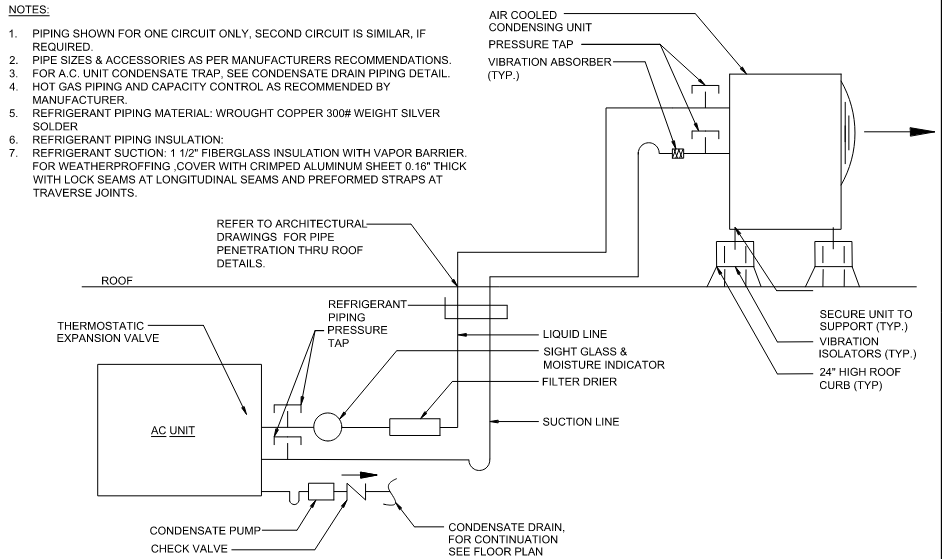 NOTES:
1. PIPING SHOWN FOR ONE CIRCUIT ONLY, SECOND CIRCUIT IS SIMILAR, IF
REQUIRED.
2. PIPE SIZES & ACCESSORIES AS PER MANUFACTURERS RECOMMENDATIONS.
3. FOR A.C. UNIT CONDENSATE TRAP, SEE CONDENSATE DRAIN PIPING DETAIL.
4. HOT GAS PIPING AND CAPACITY CONTROL AS RECOMMENDED BY
MANUFACTURER.
5. REFRIGERANT PIPING MATERIAL: WROUGHT COPPER 300# WEIGHT SILVER
SOLDER
6. REFRIGERANT PIPING INSULATION:
7. REFRIGERANT SUCTION: 1 1/2" FIBERGLASS INSULATION WITH VAPOR BARRIER.
FOR WEATHERPROFFING ,COVER WITH CRIMPED ALUMINUM SHEET 0.16" THICK
WITH LOCK SEAMS AT LONGITUDINAL SEAMS AND PREFORMED STRAPS AT
TRAVERSE JOINTS.
AIR COOLED
CONDENSING UNIT
PRESSURE TAP
VIBRATION ABSORBER
(TYP.)
REFER TO ARCHITECTURAL
DRAWINGS FOR PIPE
PENETRATION THRU ROOF
DETAILS.
ROOF
REFRIGERANT
PIPING
PRESSURE
TAP
THERMOSTATIC
EXPANSION VALVE
LIQUID LINE
SIGHT GLASS &
MOISTURE INDICATOR
FILTER DRIER
SUCTION LINE
SECURE UNIT TO
SUPPORT (TYP.)
VIBRATION
ISOLATORS (TYP.)
24" HIGH ROOF
CURB (TYP)
AC UNIT
CONDENSATE PUMP
CHECK VALVE
CONDENSATE DRAIN,
FOR CONTINUATION
SEE FLOOR PLAN